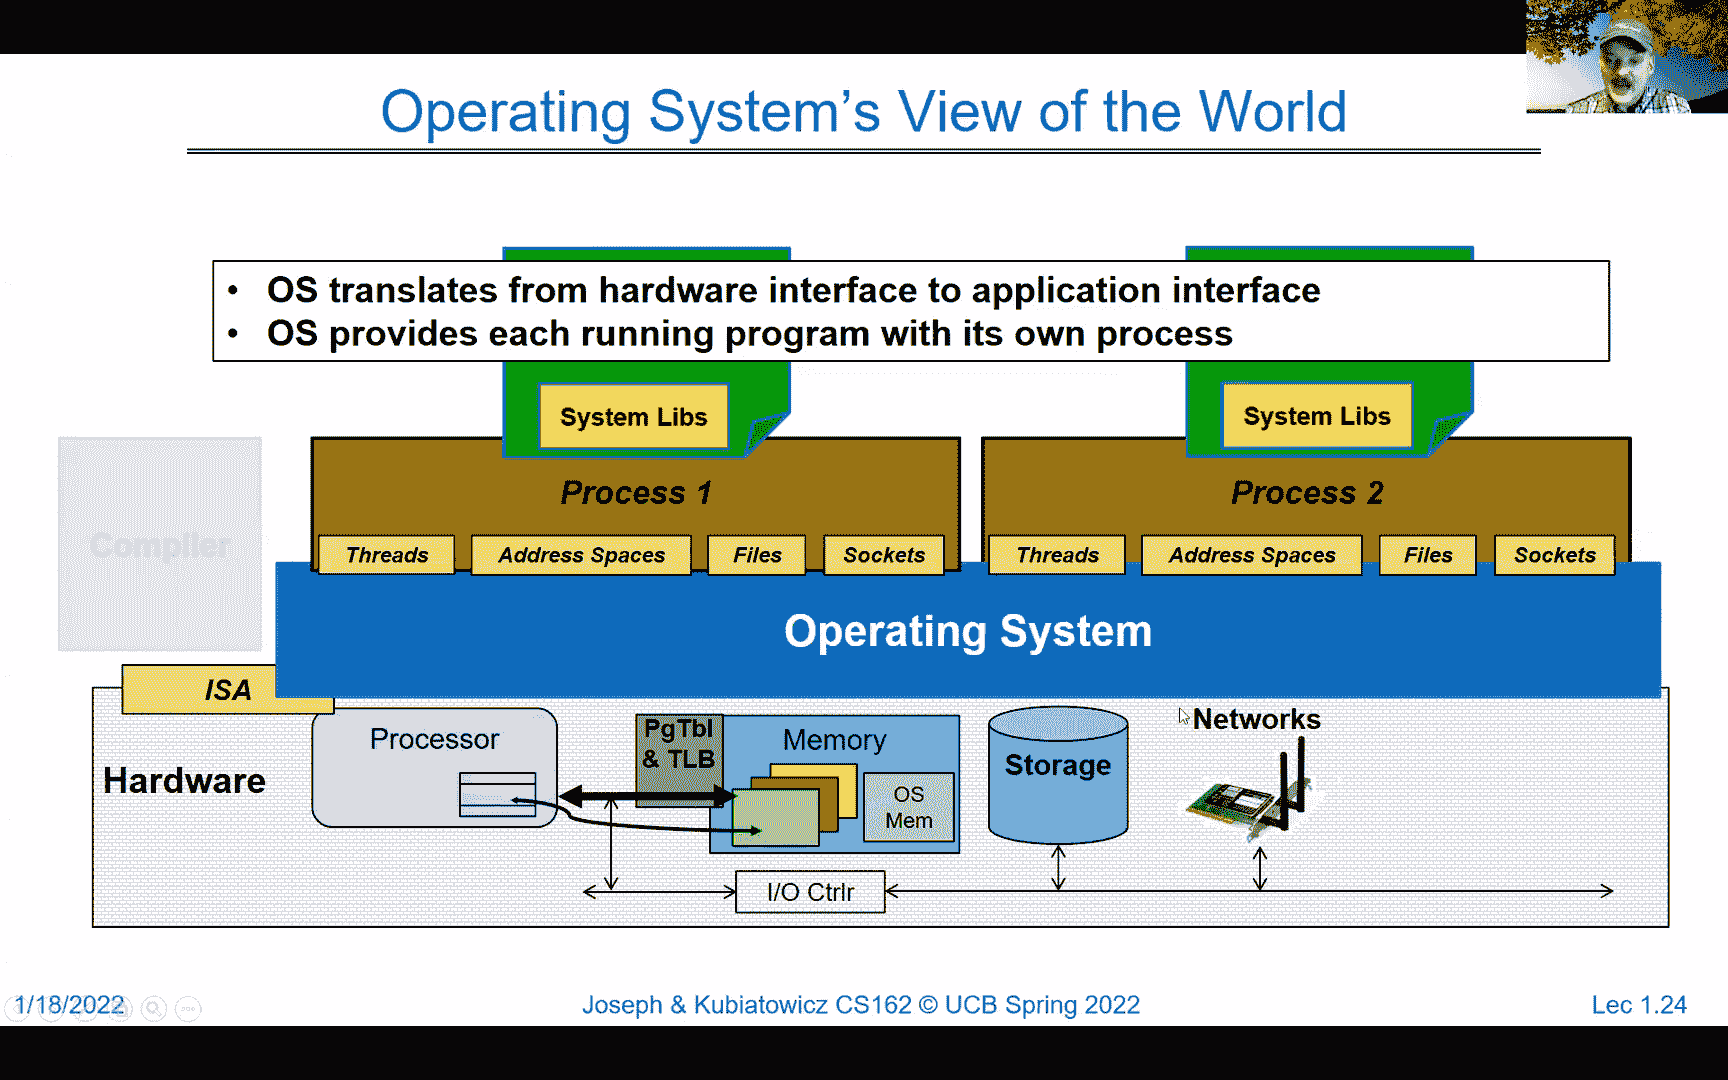 Operating System's View of the World
• OS translates from hardware interface to application interface
• OS provides each running program with its own process
System Libs
System Libs
Process 1
Process 2
Compiler
Threads
Address Spaces
Files
Sockets
Threads
Address Spaces
Files
Sockets
Operating System
ISA
Hardware
Processor
PgTbl
& TLB
Memory
OS
Mem
Storage
Networks
I/O Ctrlr
1/18/2022
Joseph & Kubiatowicz CS162 © UCB Spring 2022
Lec 1.24